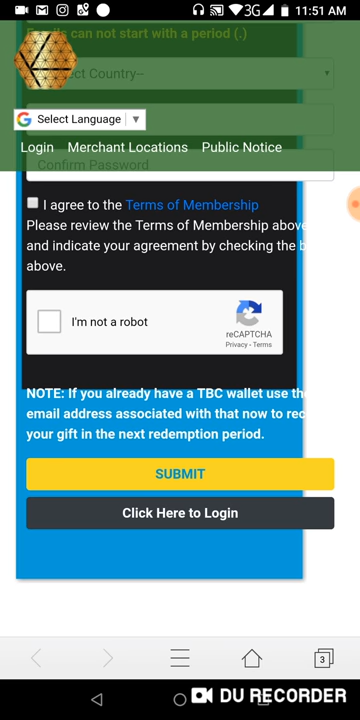 11:51 AM
3G
Emails can not start with a period (.)
Select Country--
Select Language
Login Merchant Locations Public Notice
Confirm Password
I agree to the Terms of Membership
Please review the Terms of Membership above
and indicate your agreement by checking the b
above.
I'm not a robot
reCAPTCHA
Privacy - Terms
NOTE: If you already have a TBC wallet use the
email address associated with that now to rec
your gift in the next redemption period.
SUBMIT
Click Here to Login
3
DU RECORDER